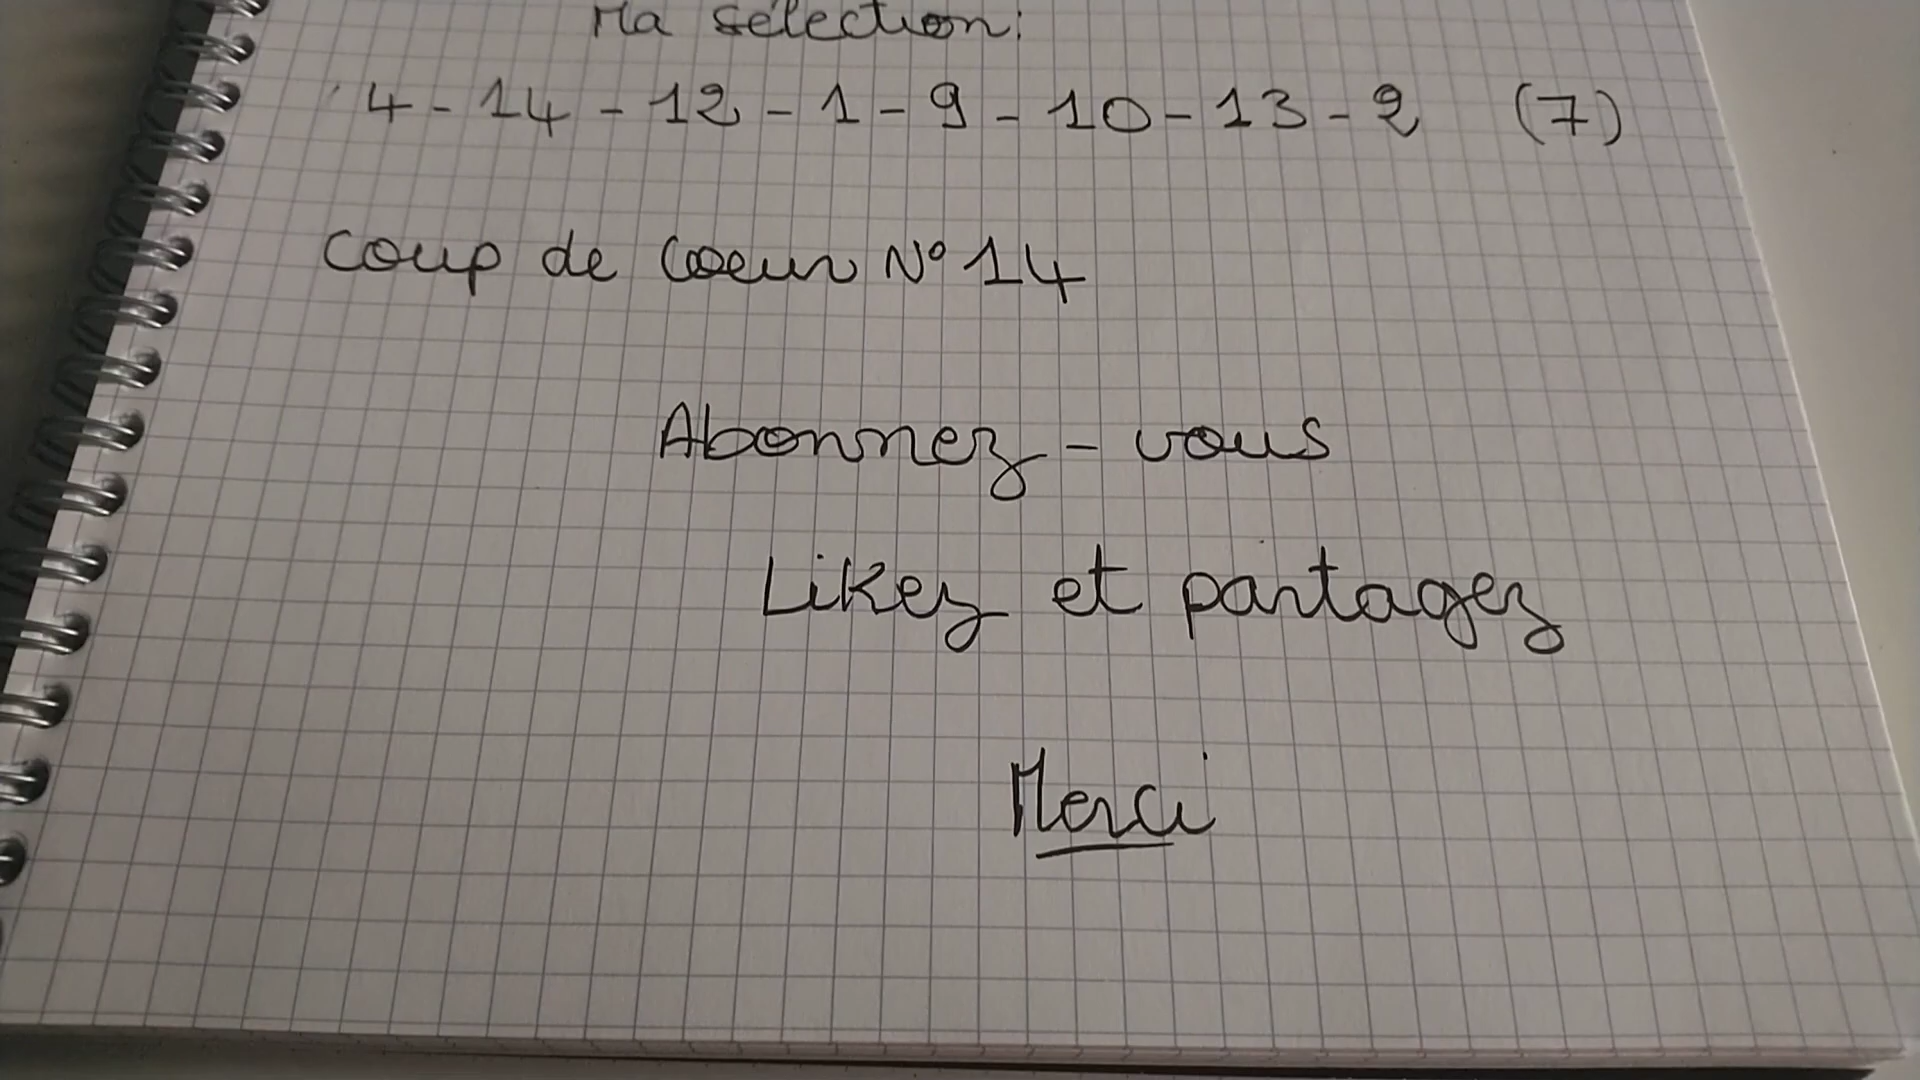 Ma sélection:
4 - 14 - 12 - 1 - 9 - 10 - 13 - 2 (7)
Coup de Coeur N° 14
Abonnez - vous
Likez et partagez
Merci